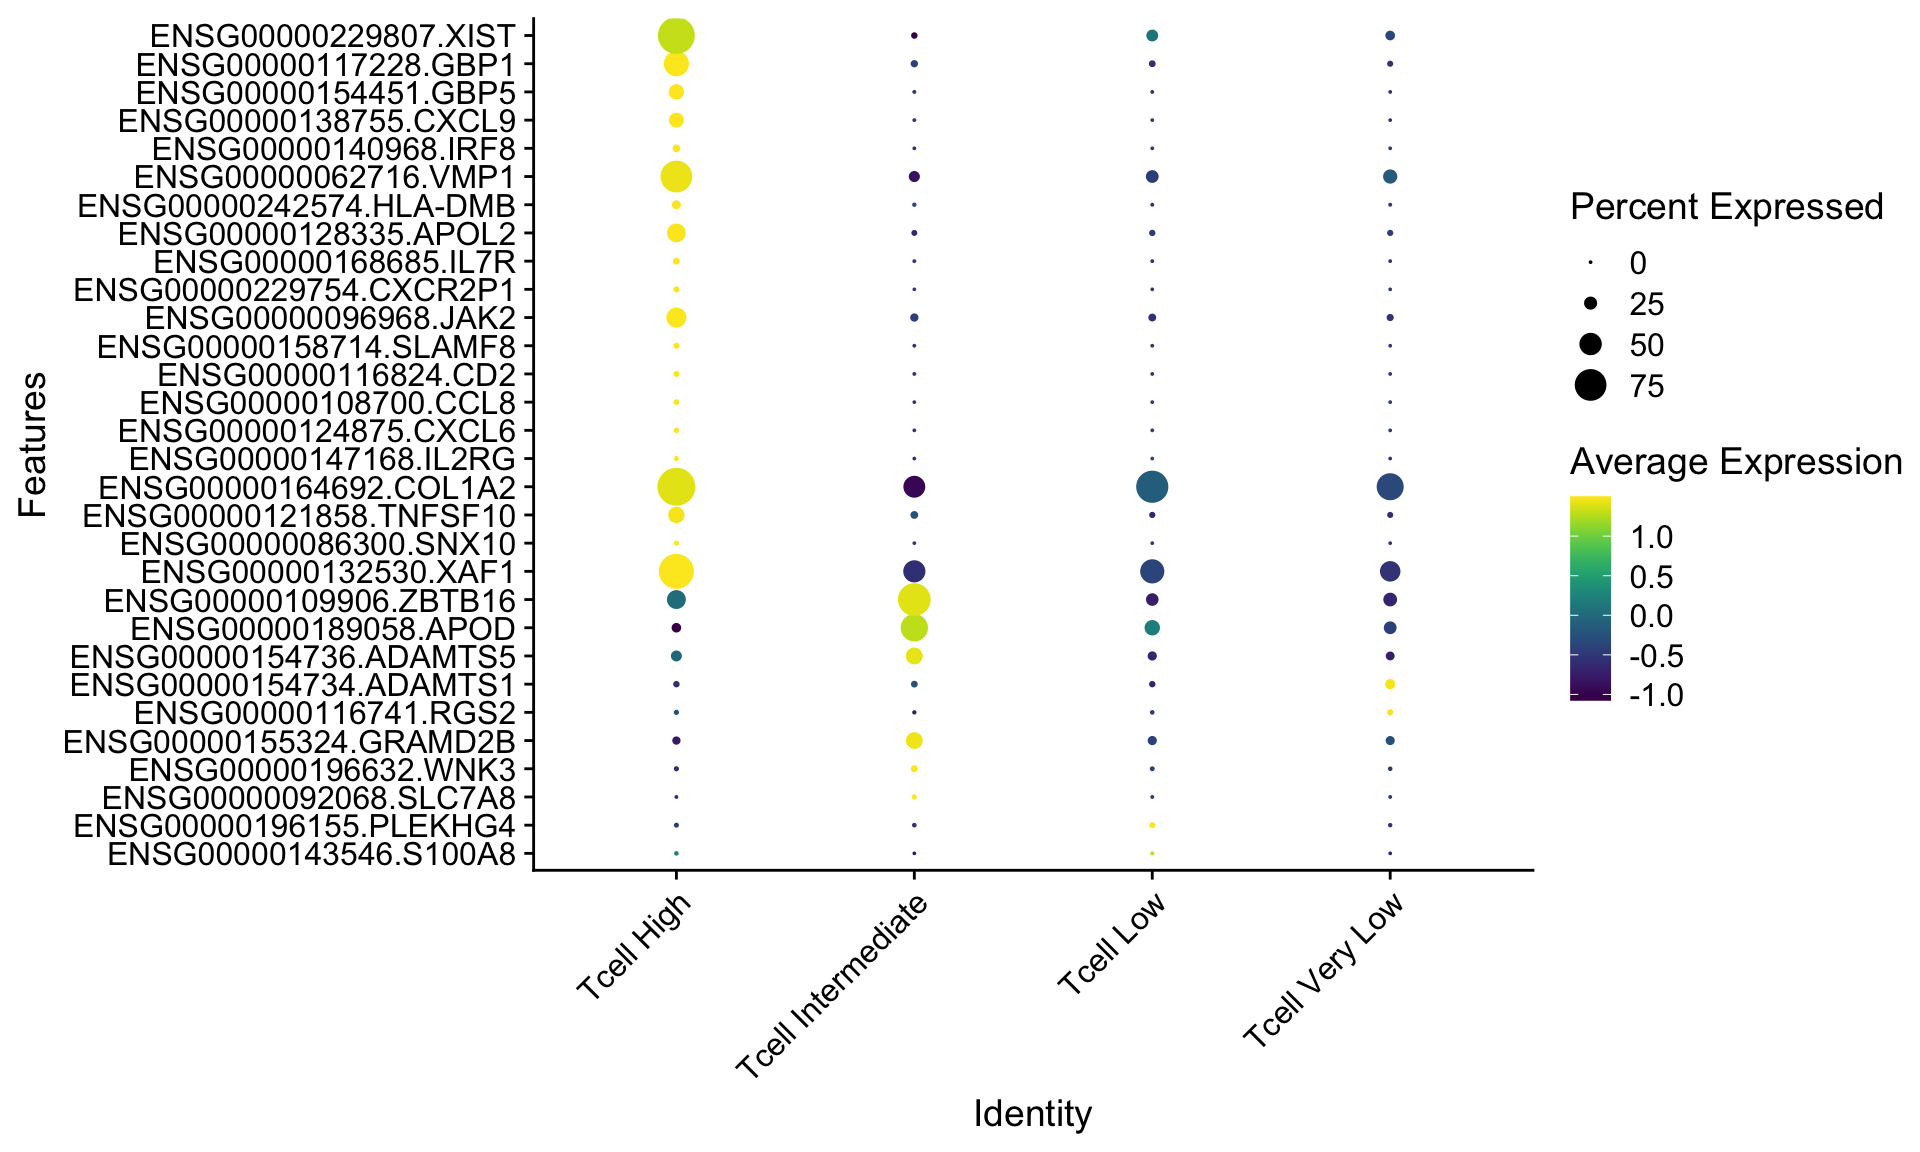 Features
ENSG00000229807.XIST
ENSG00000117228.GBP1
ENSG00000154451.GBP5
ENSG00000138755.CXCL9
ENSG00000140968.IRF8
ENSG00000062716.VMP1
ENSG00000242574.HLA-DMB
ENSG00000128335.APOL2
ENSG00000168685.IL7R
ENSG00000229754.CXCR2P1
ENSG00000096968.JAK2
ENSG00000158714.SLAMF8
ENSG00000116824.CD2
ENSG00000108700.CCL8
ENSG00000124875.CXCL6
ENSG00000147168.IL2RG
ENSG00000164692.COL1A2
ENSG00000121858.TNFSF10
ENSG00000086300.SNX10
ENSG00000132530.XAF1
ENSG00000109906.ZBTB16
ENSG00000189058.APOD
ENSG00000154736.ADAMTS5
ENSG00000154734.ADAMTS1
ENSG00000116741.RGS2
ENSG00000155324.GRAMD2B
ENSG00000196632.WNK3
ENSG00000092068.SLC7A8
ENSG00000196155.PLEKHG4
ENSG00000143546.S100A8
Tcell High
Tcell Intermediate
Tcell Low
Tcell Very Low
Identity
Percent Expressed
0
25
50
75
Average Expression
1.0
0.5
0.0
-0.5
-1.0